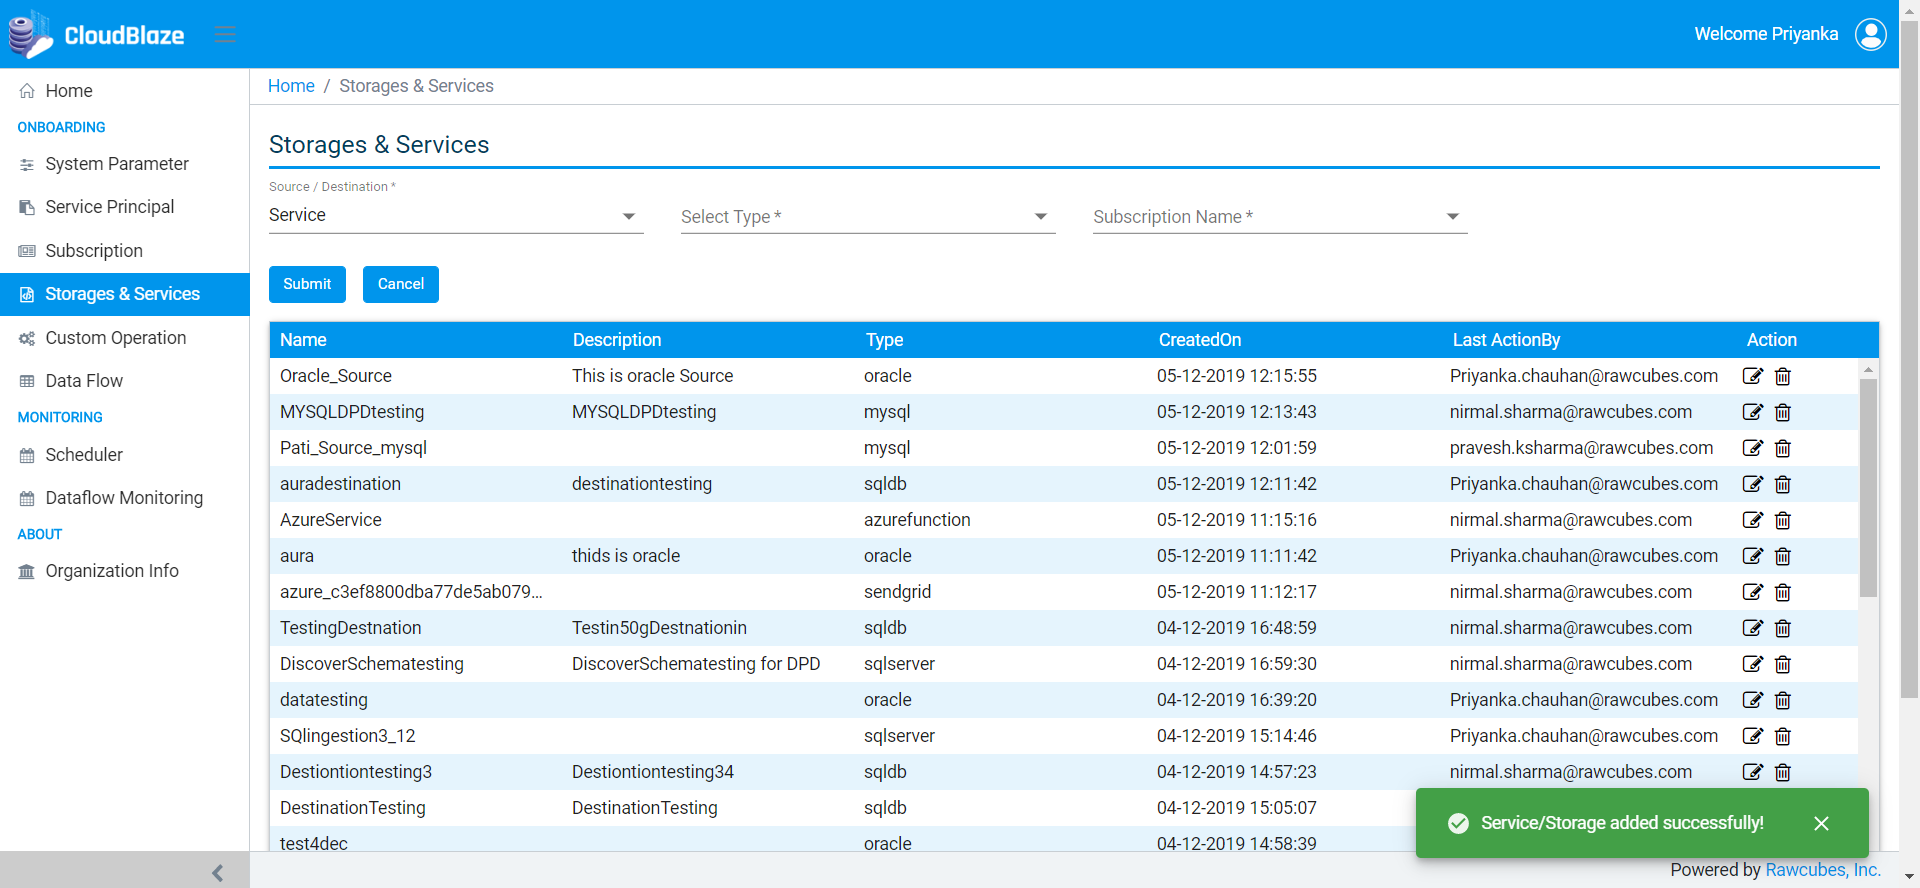 CloudBlaze
Welcome Priyanka
Home
ONBOARDING
System Parameter
Service Principal
Subscription
Storages & Services
Custom Operation
Data Flow
MONITORING
Scheduler
Dataflow Monitoring
ABOUT
Organization Info
Home / Storages & Services
Storages & Services
Source / Destination *
Service
Select Type *
Subscription Name *
Submit Cancel
Name Description Type CreatedOn Last ActionBy Action
Oracle_Source This is oracle Source oracle 05-12-2019 12:15:55 Priyanka.chauhan@rawcubes.com
MYSQLDPDtesting MYSQLDPDtesting mysql 05-12-2019 12:13:43 nirmal.sharma@rawcubes.com
Pati_Source_mysql mysql 05-12-2019 12:01:59 pravesh.ksharma@rawcubes.com
auradestination destinationtesting sqldb 05-12-2019 12:11:42 Priyanka.chauhan@rawcubes.com
AzureService azurefunction 05-12-2019 11:15:16 nirmal.sharma@rawcubes.com
aura thids is oracle oracle 05-12-2019 11:11:42 Priyanka.chauhan@rawcubes.com
azure_c3ef8800dba77de5ab079... sendgrid 05-12-2019 11:12:17 nirmal.sharma@rawcubes.com
TestingDestnation Testin50gDestnationin sqldb 04-12-2019 16:48:59 nirmal.sharma@rawcubes.com
DiscoverSchematesting DiscoverSchematesting for DPD sqlserver 04-12-2019 16:59:30 nirmal.sharma@rawcubes.com
datatesting oracle 04-12-2019 16:39:20 Priyanka.chauhan@rawcubes.com
SQlingestion3_12 sqlserver 04-12-2019 15:14:46 Priyanka.chauhan@rawcubes.com
Destiontiontesting3 Destiontiontesting34 sqldb 04-12-2019 14:57:23 nirmal.sharma@rawcubes.com
DestinationTesting DestinationTesting sqldb 04-12-2019 15:05:07
test4dec oracle 04-12-2019 14:58:39
Service/Storage added successfully!
Powered by Rawcubes, Inc.